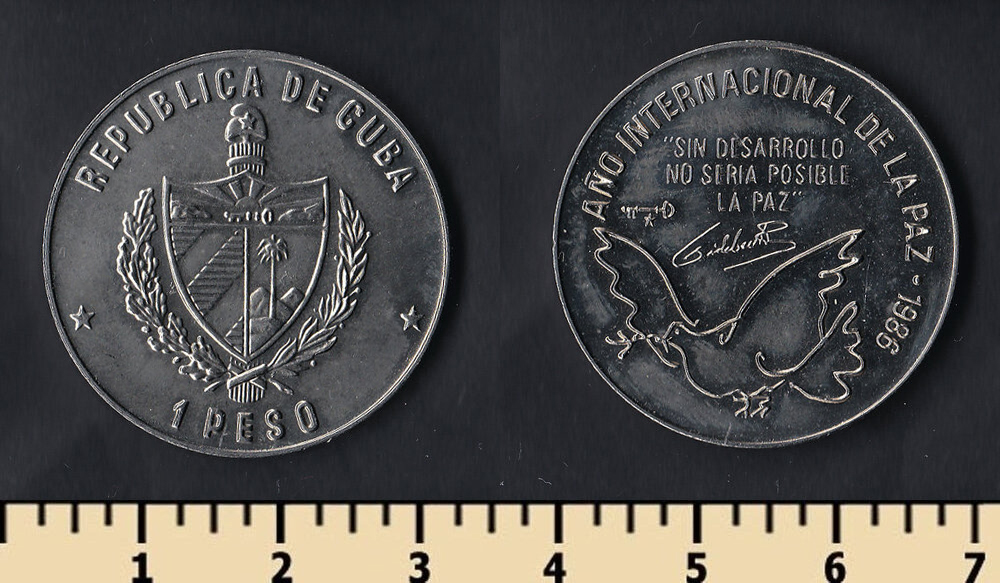 REPUBLICA DE CUBA
1 PESO
AÑO INTERNACIONAL DE LA PAZ - 1986
"SIN DESARROLLO
NO SERIA POSIBLE
LA PAZ"
1 2 3 4 5 6 7